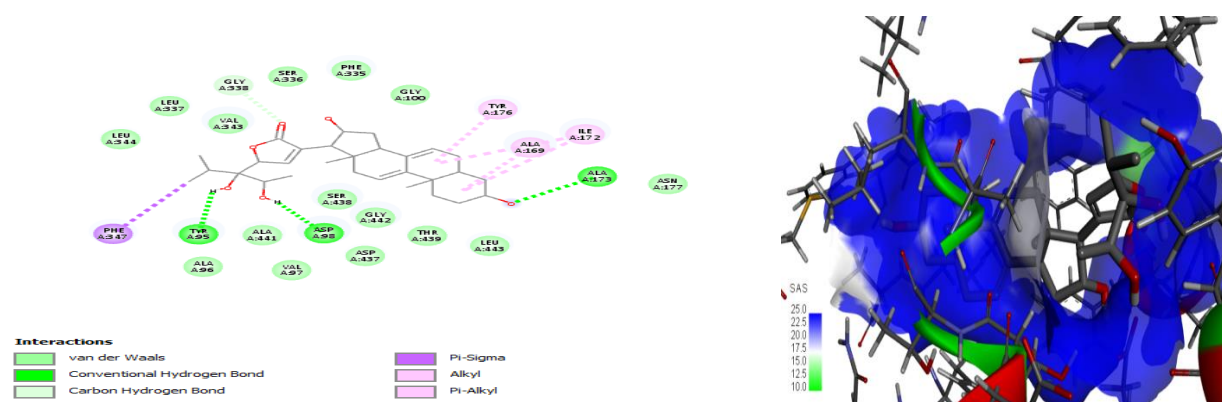 PHE
A:335
SER
A:336
GLY
A:338
GLY
A:100
LEU
A:337
TYR
A:176
VAL
A:343
ILE
A:172
LEU
A:344
ALA
A:169
ALA
A:173
ASN
A:177
SER
A:438
GLY
A:442
PHE
A:347
TYR
A:95
ALA
A:441
ASP
A:98
THR
A:439
LEU
A:443
ASP
A:437
ALA
A:96
VAL
A:97
O
O
H
H
Interactions
van der Waals
Conventional Hydrogen Bond
Carbon Hydrogen Bond
Pi-Sigma
Alkyl
Pi-Alkyl
SAS
25.0
22.5
20.0
17.5
15.0
12.5
10.0